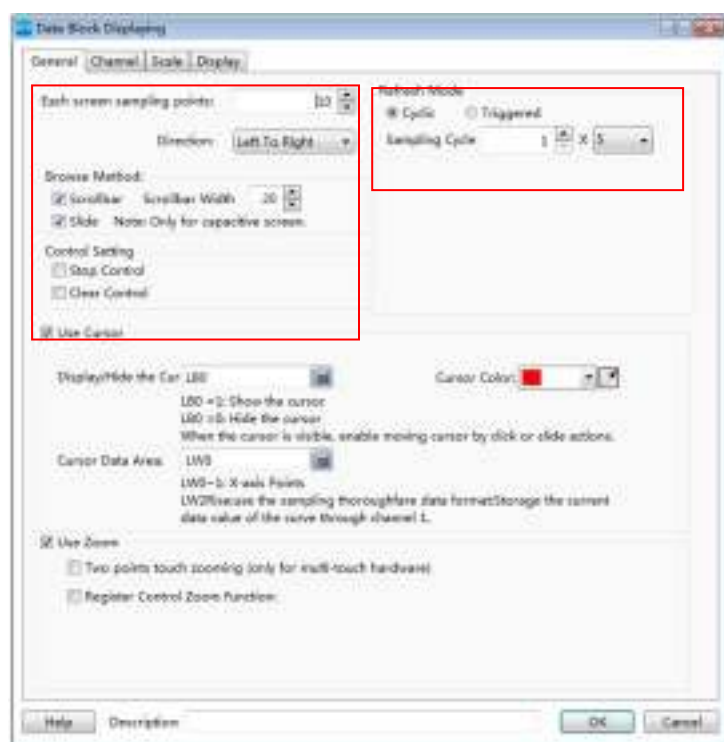 Data Block Displaying
General Channel Scale Display
Each screen sampling points: 10
Direction: Left To Right
Browse Method:
Scrollbar Scrollbar Width 20
Slide Note: Only for capacitive screen.
Control Setting
Stop Control
Clear Control
Refresh Mode
Cyclic Triggered
Sampling Cycle 1 X S
Use Cursor
Display/Hide the Cur LB0
Cursor Color:
LB0 =1: Show the cursor
LB0 =0: Hide the cursor
When the cursor is visible, enable moving cursor by click or slide actions.
Cursor Data Area: LW0
LW0~1: X-axis Points
the sampling thoroughfare data format:Storage the current
data value of the curve through channel 1.
Use Zoom
Two points touch zooming (only for multi-touch hardware)
Register Control Zoom Function
Help Description OK Cancel